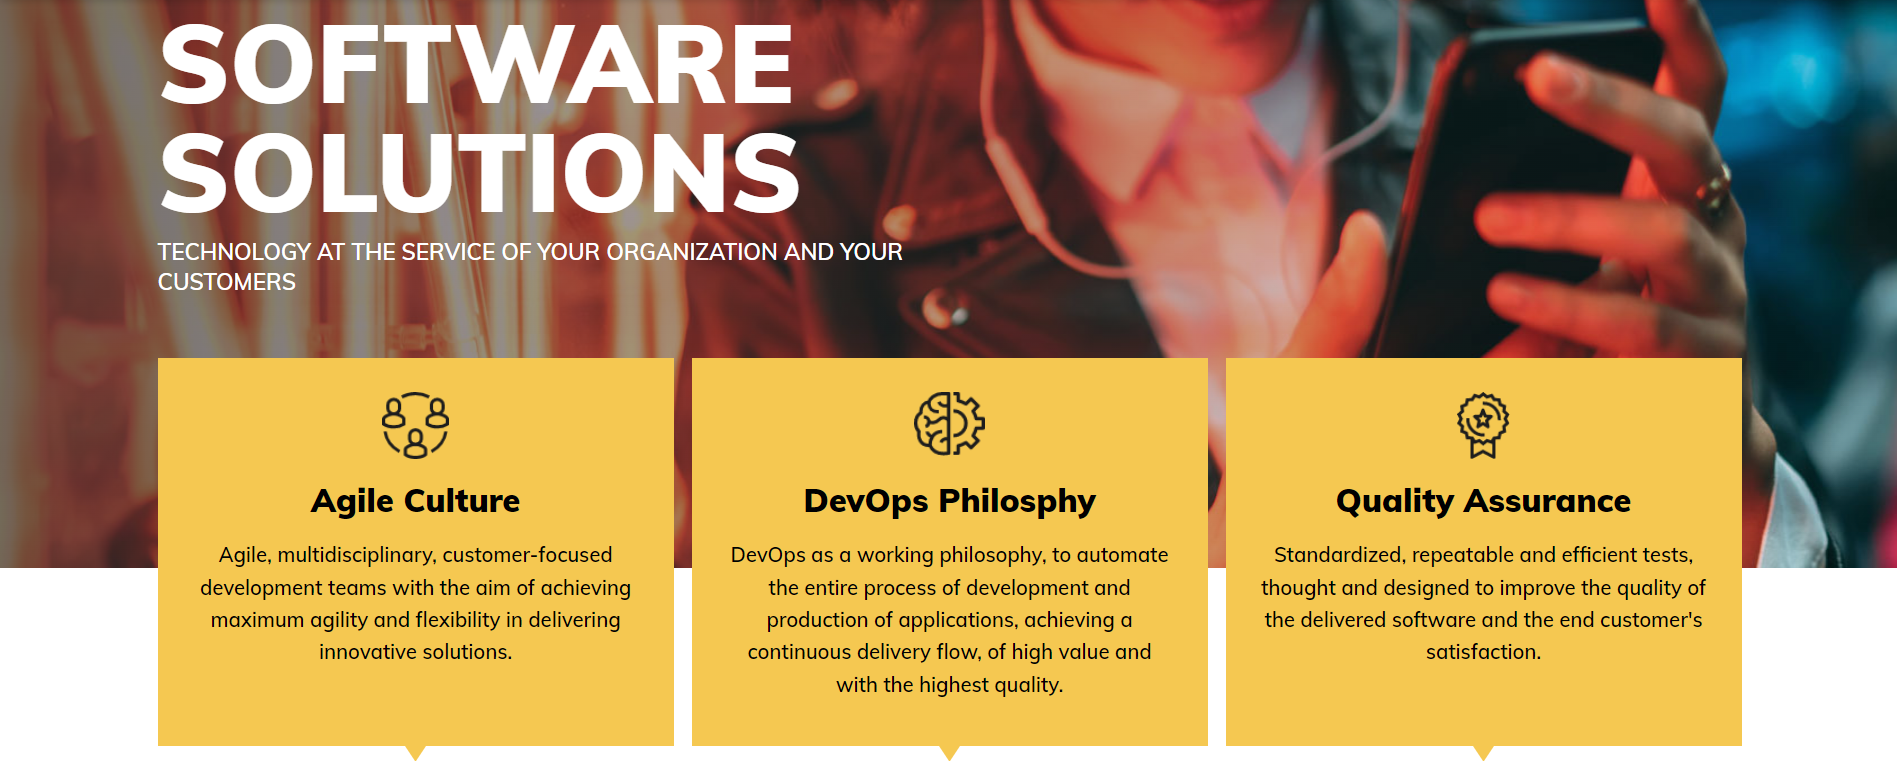 SOFTWARE
SOLUTIONS
TECHNOLOGY AT THE SERVICE OF YOUR ORGANIZATION AND YOUR
CUSTOMERS
Agile Culture
Agile, multidisciplinary, customer-focused
development teams with the aim of achieving
maximum agility and flexibility in delivering
innovative solutions.
DevOps Philosphy
DevOps as a working philosophy, to automate
the entire process of development and
production of applications, achieving a
continuous delivery flow, of high value and
with the highest quality.
Quality Assurance
Standardized, repeatable and efficient tests,
thought and designed to improve the quality of
the delivered software and the end customer's
satisfaction.